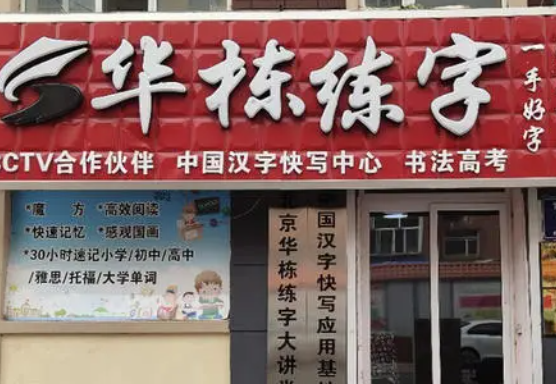 华栋练字
一手好字
CCTV合作伙伴 中国汉字快写中心 书法高考
*魔 方 *高效阅读
*快速记忆 *感观国画
*30小时速记小学/初中/高中
/雅思/托福/大学单词
北京华栋练字大讲堂
中国汉字快写应用基地